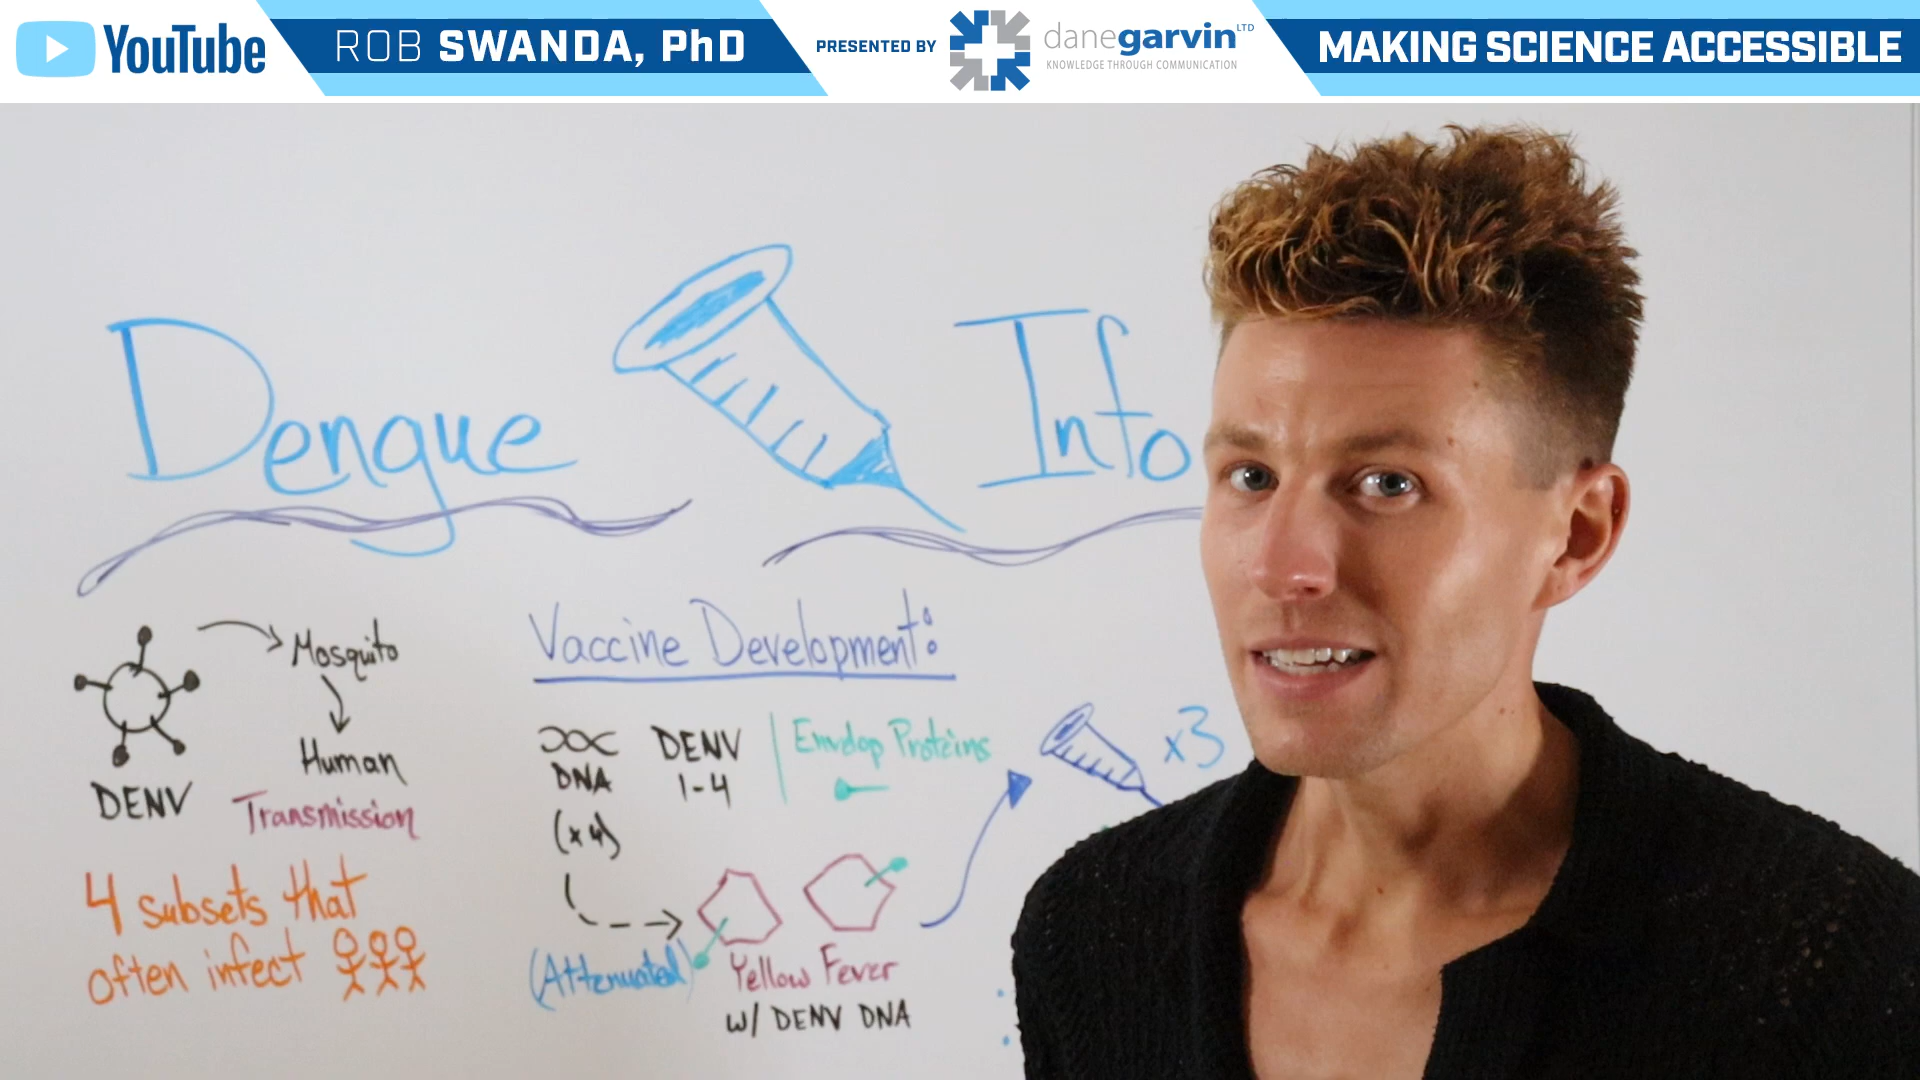 YouTube
ROB SWANDA, PhD
PRESENTED BY
danegarvin LTD
KNOWLEDGE THROUGH COMMUNICATION
MAKING SCIENCE ACCESSIBLE
Dengue Info
Mosquito
Human
DENV
Transmission
4 subsets that
often infect
Vaccine Development:
DNA
(x4)
DENV
1-4
Envelop Proteins
x3
(Attenuated)
Yellow Fever
w/ DENV DNA